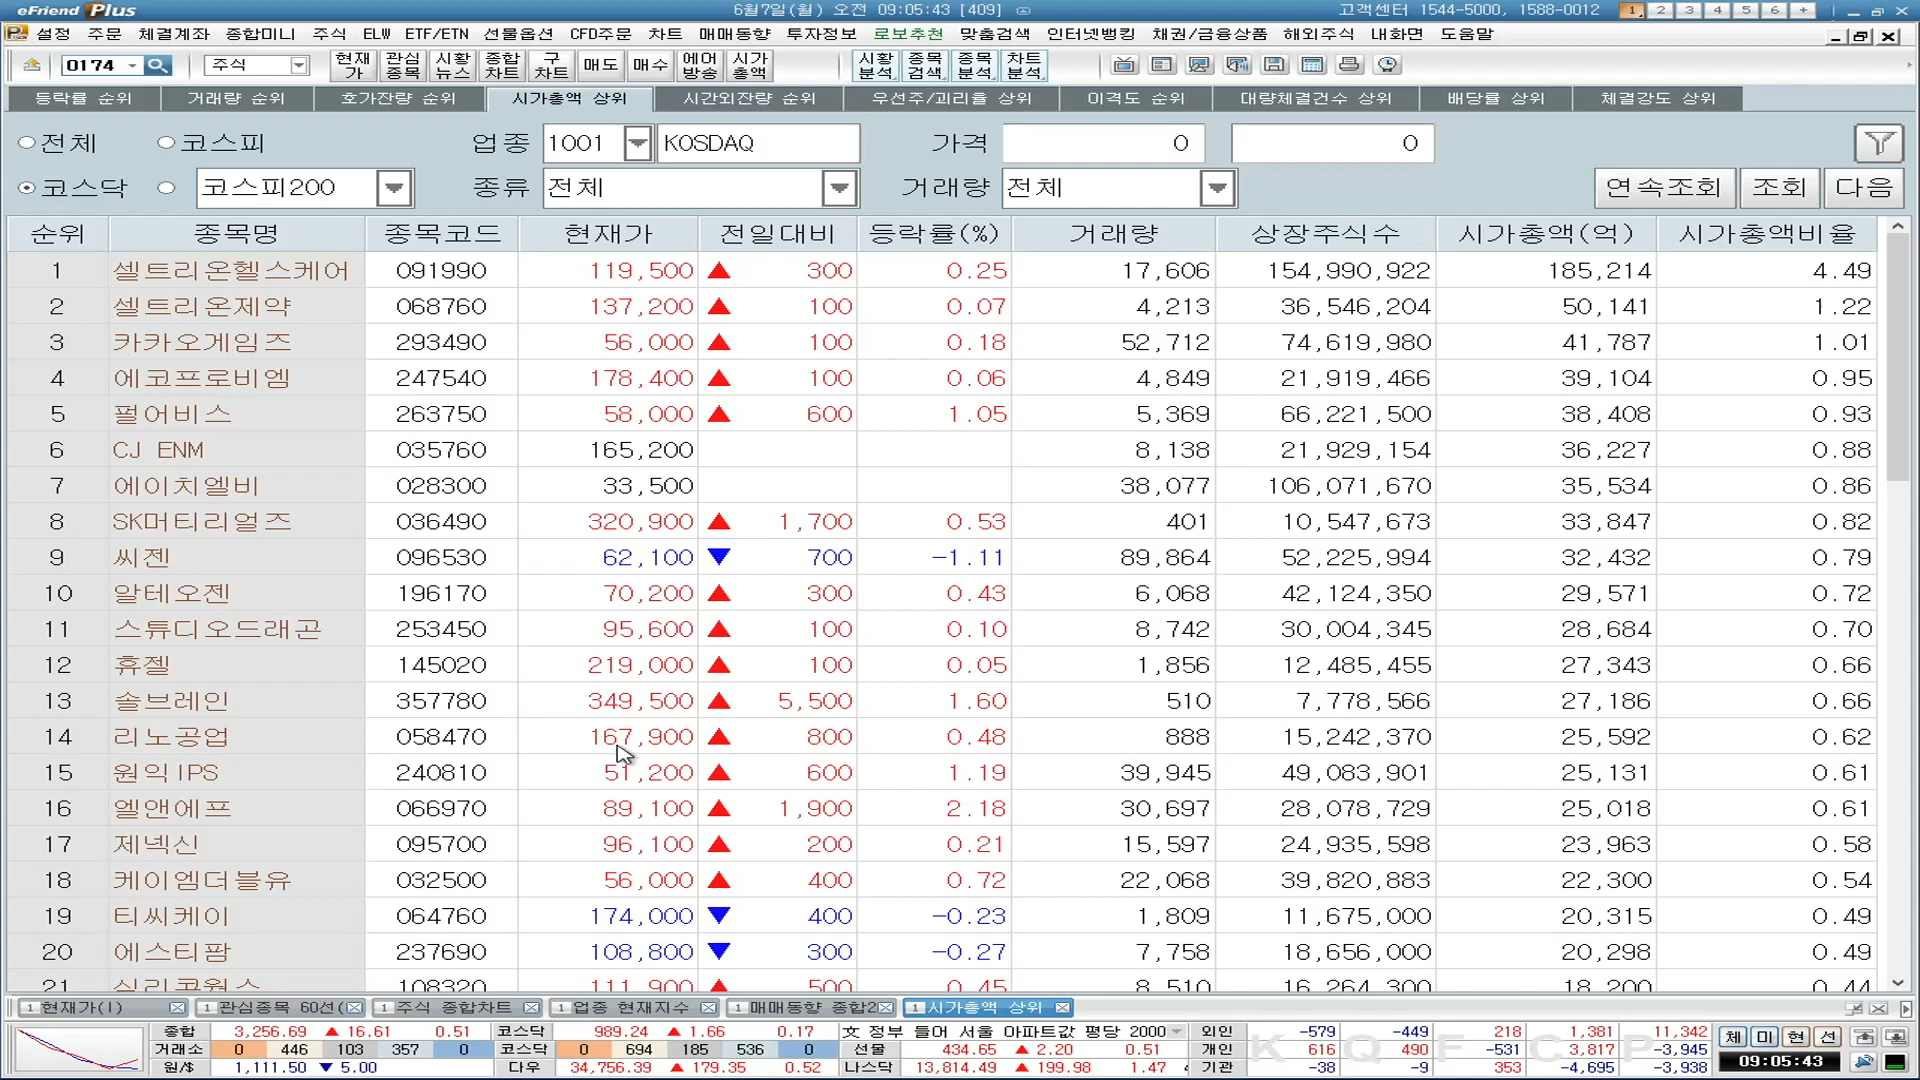 eFriend Plus 6월7일(월) 오전 09:05:43 [409] 고객센터 1544-5000, 1588-0012 1 2 3 4 5 6 +
설정 주문 체결계좌 종합미니 주식 ELW ETF/ETN 선물옵션 CFD주문 차트 매매동향 투자정보 로보추천 맞춤검색 인터넷뱅킹 채권/금융상품 해외주식 내화면 도움말
0174 주식 현재가 관심종목 시황뉴스 종합차트 구차트 매도 매수 에어방송 시가총액 시황분석 종목검색 종목분석 차트분석
등락률 순위 거래량 순위 호가잔량 순위 시가총액 상위 시간외잔량 순위 우선주/괴리율 상위 이격도 순위 대량체결건수 상위 배당률 상위 체결강도 상위
전체 코스피 업종 1001 KOSDAQ 가격 0 0
코스닥 코스피200 종류 전체 거래량 전체 연속조회 조회 다음
순위 종목명 종목코드 현재가 전일대비 등락률(%) 거래량 상장주식수 시가총액(억) 시가총액비율
1 셀트리온헬스케어 091990 119,500 ▲ 300 0.25 17,606 154,990,922 185,214 4.49
2 셀트리온제약 068760 137,200 ▲ 100 0.07 4,213 36,546,204 50,141 1.22
3 카카오게임즈 293490 56,000 ▲ 100 0.18 52,712 74,619,980 41,787 1.01
4 에코프로비엠 247540 178,400 ▲ 100 0.06 4,849 21,919,466 39,104 0.95
5 펄어비스 263750 58,000 ▲ 600 1.05 5,369 66,221,500 38,408 0.93
6 CJ ENM 035760 165,200 8,138 21,929,154 36,227 0.88
7 에이치엘비 028300 33,500 38,077 106,071,670 35,534 0.86
8 SK머티리얼즈 036490 320,900 ▲ 1,700 0.53 401 10,547,673 33,847 0.82
9 씨젠 096530 62,100 ▼ 700 -1.11 89,864 52,225,994 32,432 0.79
10 알테오젠 196170 70,200 ▲ 300 0.43 6,068 42,124,350 29,571 0.72
11 스튜디오드래곤 253450 95,600 ▲ 100 0.10 8,742 30,004,345 28,684 0.70
12 휴젤 145020 219,000 ▲ 100 0.05 1,856 12,485,455 27,343 0.66
13 솔브레인 357780 349,500 ▲ 5,500 1.60 510 7,778,566 27,186 0.66
14 리노공업 058470 167,900 ▲ 800 0.48 888 15,242,370 25,592 0.62
15 원익IPS 240810 51,200 ▲ 600 1.19 39,945 49,083,901 25,131 0.61
16 엘앤에프 066970 89,100 ▲ 1,900 2.18 30,697 28,078,729 25,018 0.61
17 제넥신 095700 96,100 ▲ 200 0.21 15,597 24,935,598 23,963 0.58
18 케이엠더블유 032500 56,000 ▲ 400 0.72 22,068 39,820,883 22,300 0.54
19 티씨케이 064760 174,000 ▼ 400 -0.23 1,809 11,675,000 20,315 0.49
20 에스티팜 237690 108,800 ▼ 300 -0.27 7,758 18,656,000 20,298 0.49
21 실리콘웍스 108320 111,900 ▲ 500 0.45 8,510 16,264,300 18,200 0.44
1 현재가(I) 1 관심종목 60선( 1 주식 종합차트 1 업종 현재지수 1 매매동향 종합2 1 시가총액 상위
종합 3,256.69 ▲ 16.61 0.51 코스닥 989.24 ▲ 1.66 0.17 文 정부 들어 서울 아파트값 평당 2000 외인 -579 -449 218 1,381 11,342 체 미 현 선
거래소 0 446 103 357 0 코스닥 0 694 185 536 0 선물 434.65 ▲ 2.20 0.51 개인 616 490 -531 3,817 -3,945 K Q F C P
원/$ 1,111.50 ▼ 5.00 다우 34,756.39 ▲ 179.35 0.52 나스닥 13,814.49 ▲ 199.98 1.47 기관 -38 -9 353 -4,695 -3,938 09:05:43